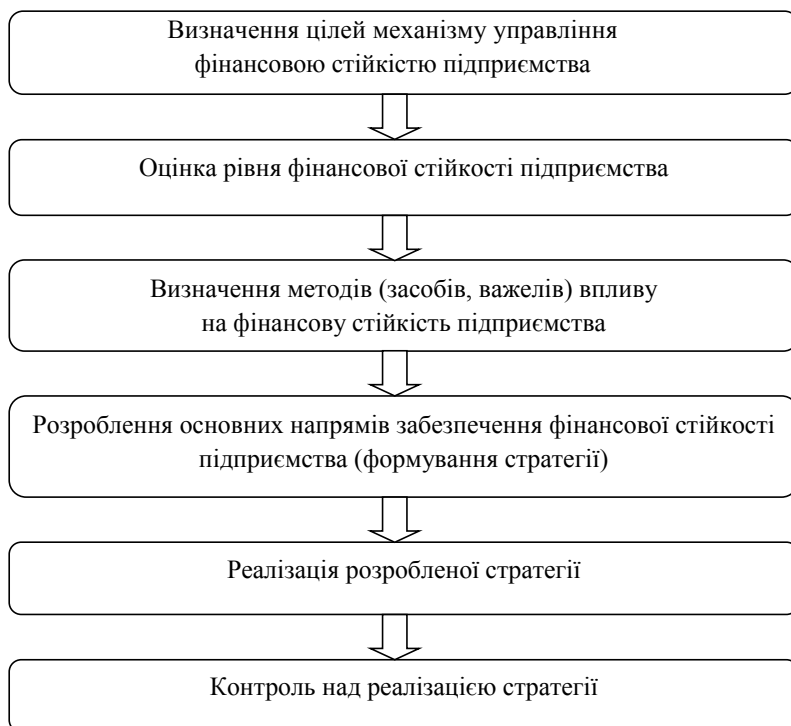 Визначення цілей механізму управління
фінансовою стійкістю підприємства
Оцінка рівня фінансової стійкості підприємства
Визначення методів (засобів, важелів) впливу
на фінансову стійкість підприємства
Розроблення основних напрямів забезпечення фінансової стійкості
підприємства (формування стратегії)
Реалізація розробленої стратегії
Контроль над реалізацією стратегії